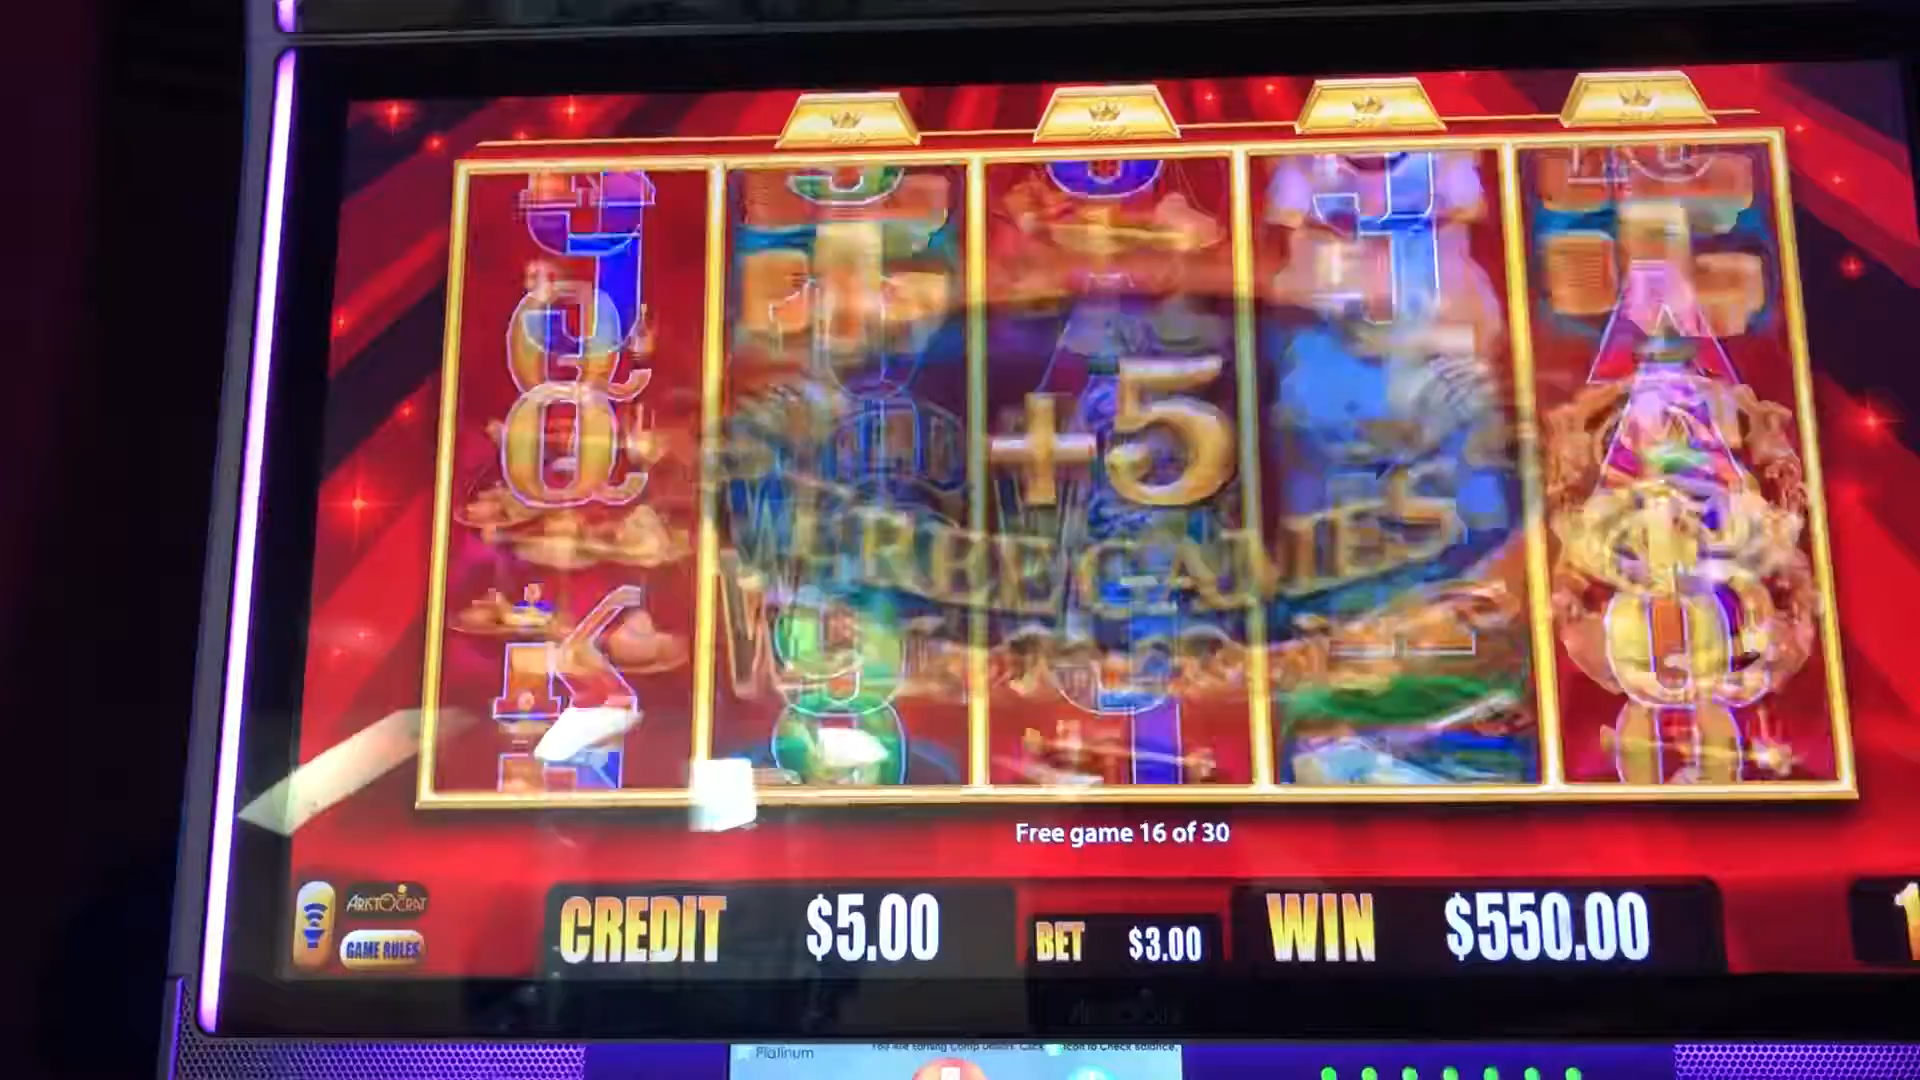 +5
FREE GAMES
Free game 16 of 30
ARISTOCRAT
GAME RULES
CREDIT $5.00
BET $3.00
WIN $550.00
Platinum